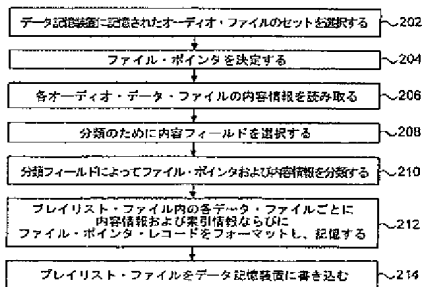 データ記憶装置に記憶されたオーディオ・ファイルのセットを選択する 202
ファイル・ポインタを決定する 204
各オーディオ・データ・ファイルの内容情報を読み取る 206
分類のために内容フィールドを選択する 208
分類フィールドによってファイル・ポインタおよび内容情報を分類する 210
プレイリスト・ファイル内の各データ・ファイルごとに
内容情報および索引情報ならびに
ファイル・ポインタ・レコードをフォーマットし、記憶する 212
プレイリスト・ファイルをデータ記憶装置に書き込む 214